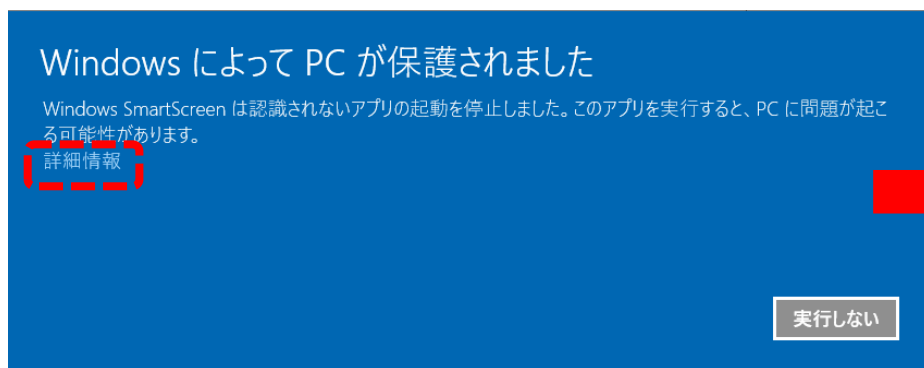 Windows によって PC が保護されました
Windows SmartScreen は認識されないアプリの起動を停止しました。このアプリを実行すると、PC に問題が起こ
る可能性があります。
詳細情報
実行しない